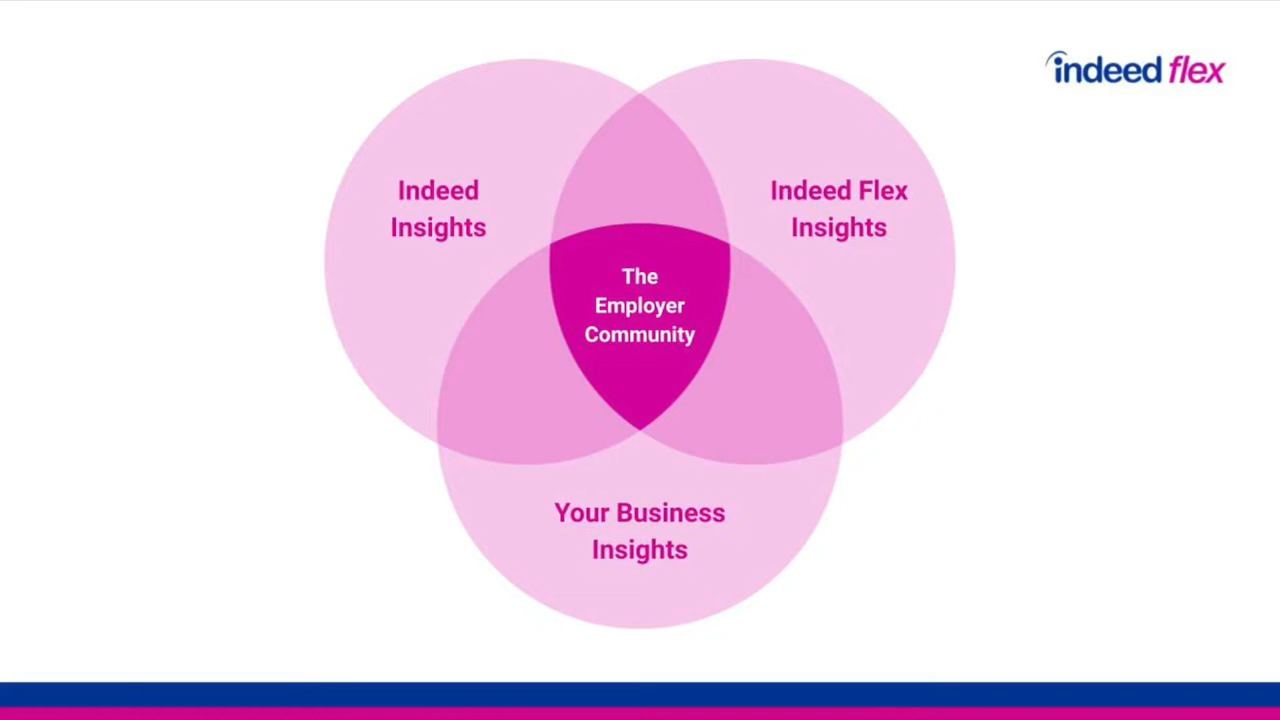 indeed flex
Indeed
Insights
Indeed Flex
Insights
The
Employer
Community
Your Business
Insights